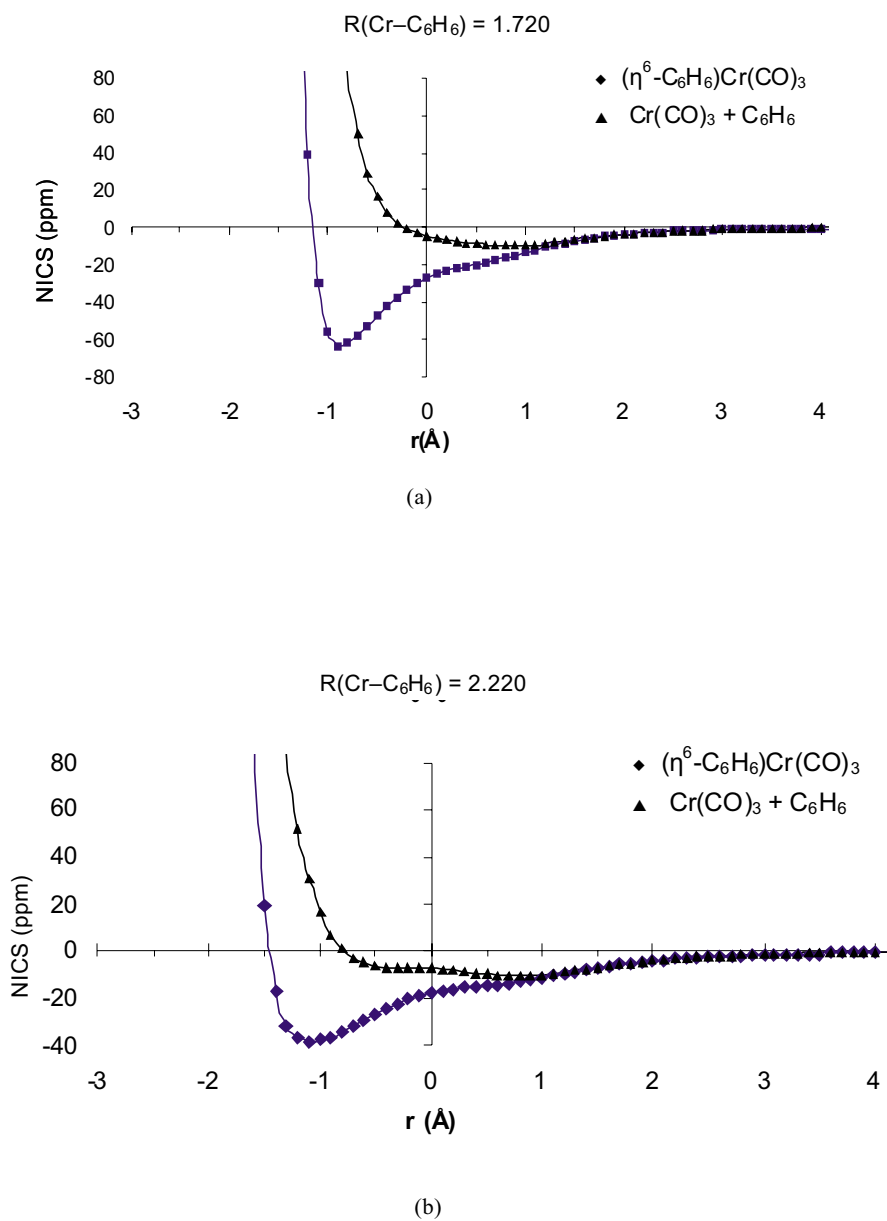 R(Cr–C₆H₆) = 1.720
80
60
40
20
0
-20
-40
-60
-80
NICS (ppm)
-3 -2 -1 0 1 2 3 4
r(Å)
(η⁶-C₆H₆)Cr(CO)₃
Cr(CO)₃ + C₆H₆
(a)
R(Cr–C₆H₆) = 2.220
80
60
40
20
0
-20
-40
NICS (ppm)
-3 -2 -1 0 1 2 3 4
r (Å)
(η⁶-C₆H₆)Cr(CO)₃
Cr(CO)₃ + C₆H₆
(b)